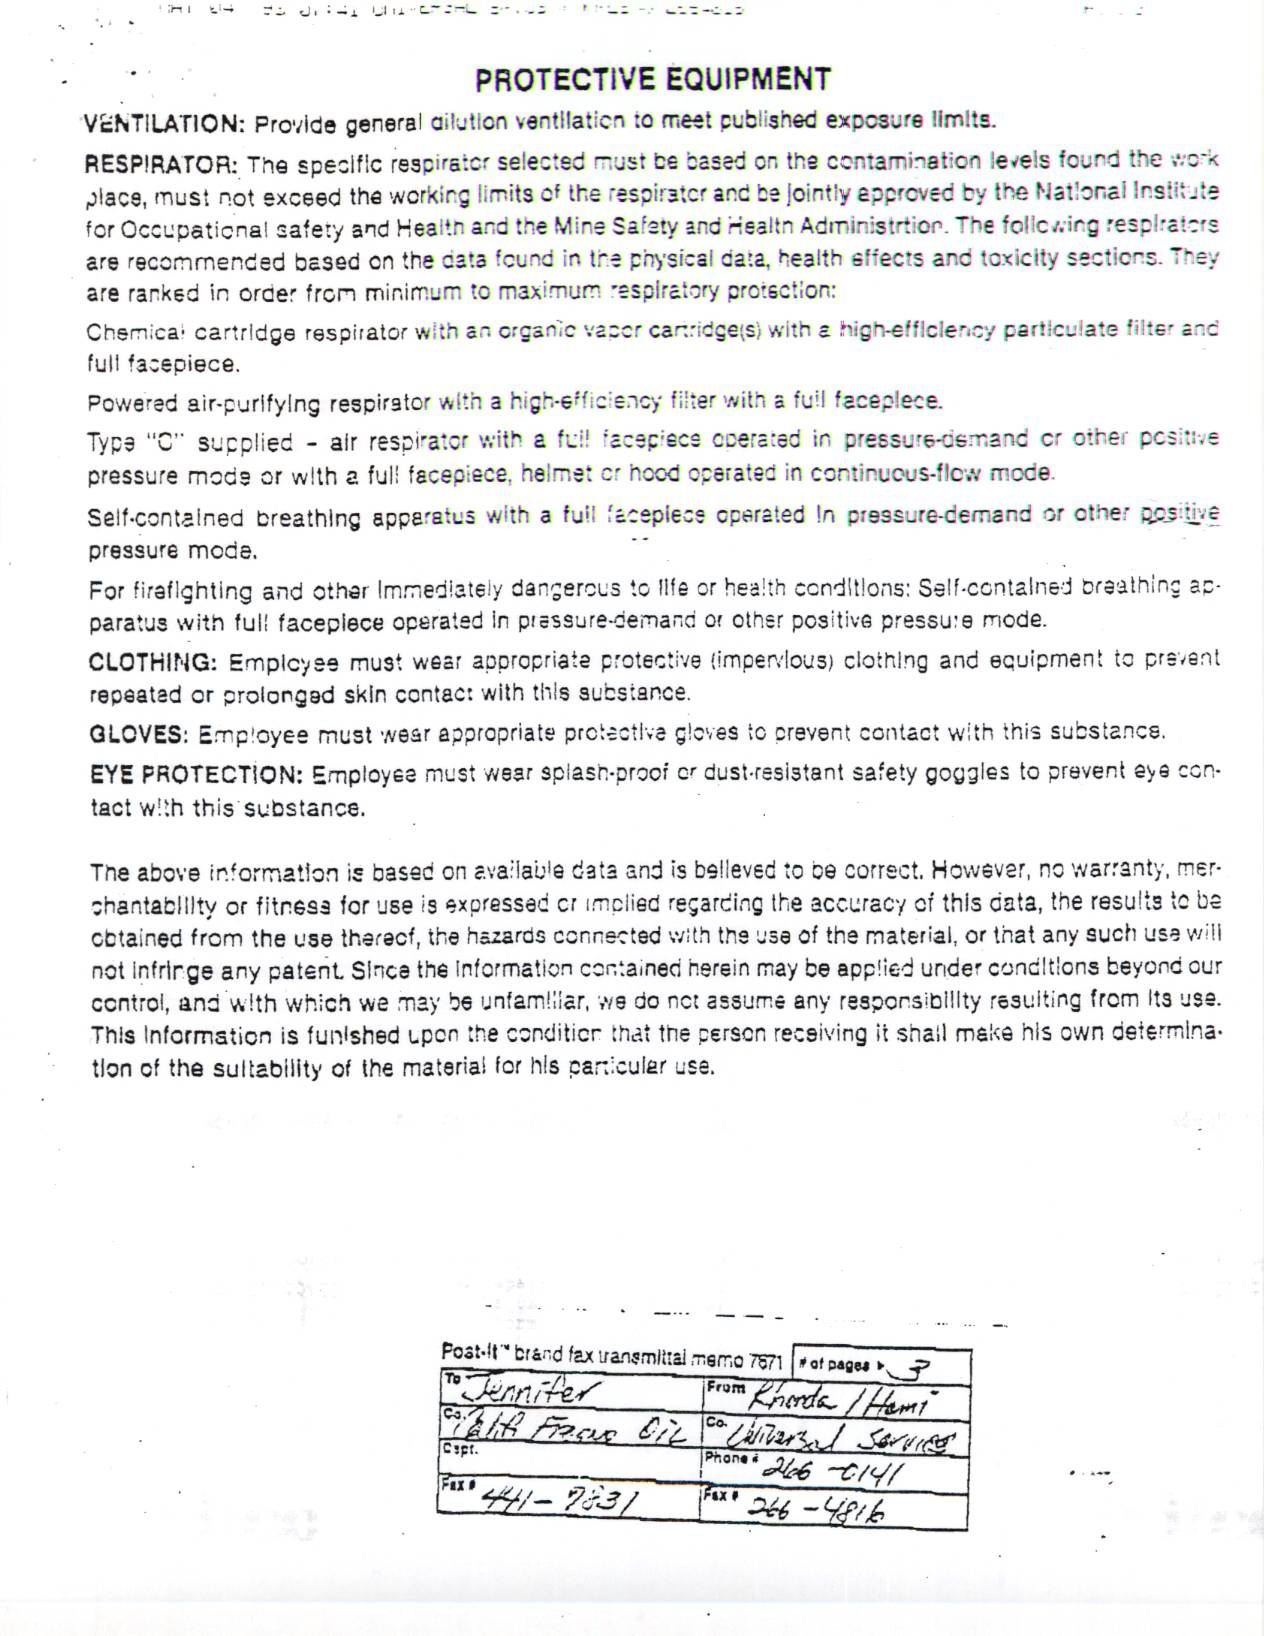 PROTECTIVE EQUIPMENT
VENTILATION: Provide general dilution ventilation to meet published exposure limits.
RESPIRATOR: The specific respirator selected must be based on the contamination levels found the work
place, must not exceed the working limits of the respirator and be jointly approved by the National Institute
for Occupational safety and Health and the Mine Safety and Health Administrtion. The following respirators
are recommended based on the data found in the physical data, health effects and toxicity sections. They
are ranked in order from minimum to maximum respiratory protection:
Chemical cartridge respirator with an organic vapor cartridge(s) with a high-efficiency particulate filter and
full facepiece.
Powered air-purifying respirator with a high-efficiency filter with a full facepiece.
Type "C" supplied - air respirator with a full facepiece operated in pressure-demand or other positive
pressure mode or with a full facepiece, helmet or hood operated in continuous-flow mode.
Self-contained breathing apparatus with a full facepiece operated in pressure-demand or other positive
pressure mode.
For firefighting and other immediately dangerous to life or health conditions: Self-contained breathing ap-
paratus with full facepiece operated in pressure-demand or other positive pressure mode.
CLOTHING: Employee must wear appropriate protective (impervious) clothing and equipment to prevent
repeated or prolonged skin contact with this substance.
GLOVES: Employee must wear appropriate protective gloves to prevent contact with this substance.
EYE PROTECTION: Employee must wear splash-proof or dust-resistant safety goggles to prevent eye con-
tact with this substance.
The above information is based on available data and is believed to be correct. However, no warranty, mer-
chantability or fitness for use is expressed or implied regarding the accuracy of this data, the results to be
obtained from the use thereof, the hazards connected with the use of the material, or that any such use will
not infringe any patent. Since the information contained herein may be applied under conditions beyond our
control, and with which we may be unfamiliar, we do not assume any responsibility resulting from its use.
This information is funished upon the condition that the person receiving it shall make his own determina-
tion of the suitability of the material for his particular use.
Post-it™ brand fax transmittal memo 7671 # of pages ▸ 3
To Jennifer From Rhonda / Hami
Co. Oil Co. Universal Services
Dept. Phone # 266-0141
Fax # 441-7831 Fax # 266-4816